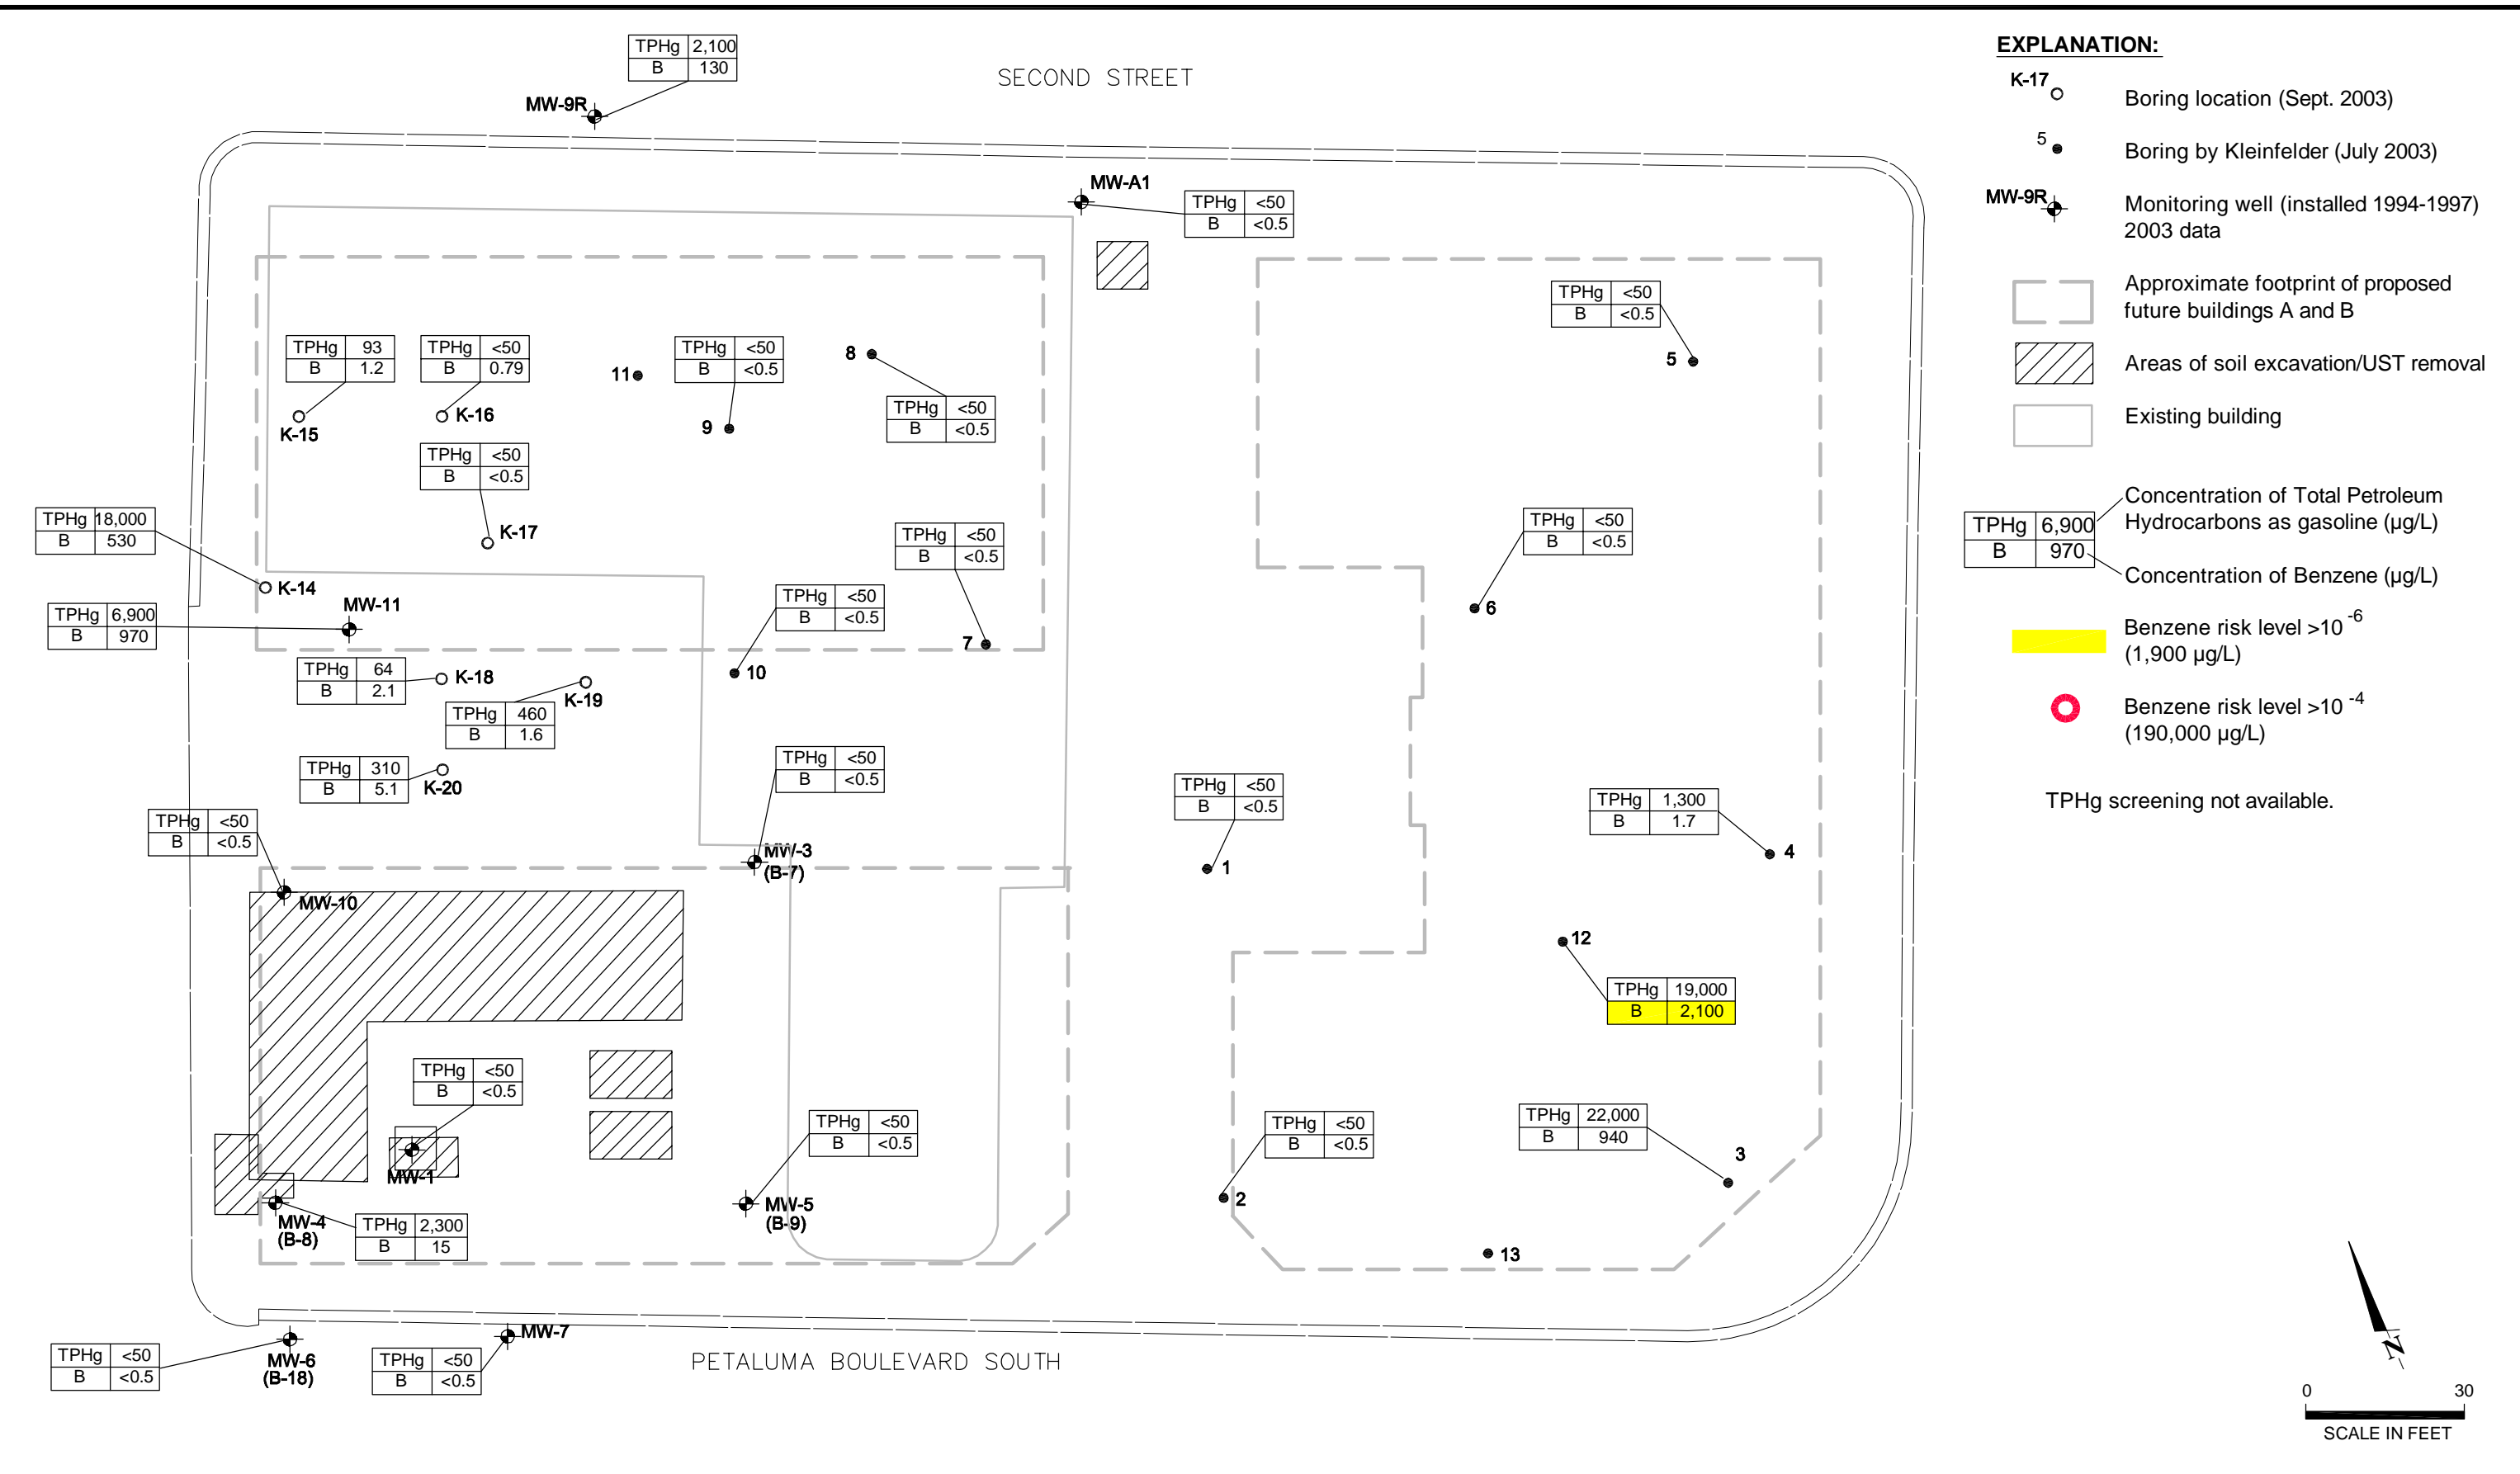 SECOND STREET
TPHg 2,100
B 130
MW-9R
MW-A1
TPHg <50
B <0.5
TPHg 93
B 1.2
K-15
TPHg <50
B 0.79
K-16
11
TPHg <50
B <0.5
9
8
TPHg <50
B <0.5
TPHg <50
B <0.5
5
TPHg <50
B <0.5
K-17
TPHg 18,000
B 530
K-14
TPHg 6,900
B 970
MW-11
TPHg <50
B <0.5
7
TPHg <50
B <0.5
10
TPHg <50
B <0.5
6
TPHg 64
B 2.1
K-18
TPHg 460
B 1.6
K-19
TPHg 310
B 5.1
K-20
TPHg <50
B <0.5
MW-3
(B-7)
TPHg <50
B <0.5
MW-10
TPHg <50
B <0.5
1
TPHg 1,300
B 1.7
4
12
TPHg 19,000
B 2,100
TPHg <50
B <0.5
MW-1
TPHg <50
B <0.5
MW-5
(B-9)
TPHg <50
B <0.5
2
TPHg 22,000
B 940
3
MW-4
(B-8)
TPHg 2,300
B 15
13
TPHg <50
B <0.5
MW-6
(B-18)
TPHg <50
B <0.5
MW-7
PETALUMA BOULEVARD SOUTH
EXPLANATION:
K-17
Boring location (Sept. 2003)
5
Boring by Kleinfelder (July 2003)
MW-9R
Monitoring well (installed 1994-1997)
2003 data
Approximate footprint of proposed
future buildings A and B
Areas of soil excavation/UST removal
Existing building
TPHg 6,900
B 970
Concentration of Total Petroleum
Hydrocarbons as gasoline (µg/L)
Concentration of Benzene (µg/L)
Benzene risk level >10 -6
(1,900 µg/L)
Benzene risk level >10 -4
(190,000 µg/L)
TPHg screening not available.
N
0 30
SCALE IN FEET